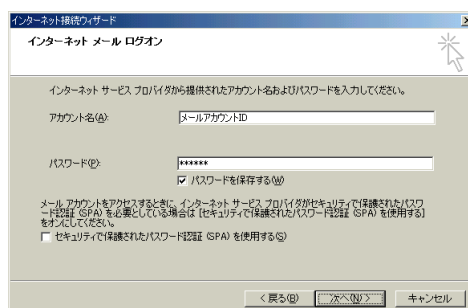 インターネット接続ウィザード
インターネット メール ログオン
インターネット サービス プロバイダから提供されたアカウント名およびパスワードを入力してください。
アカウント名(A):
メールアカウントID
パスワード(P):
******
パスワードを保存する(W)
メール アカウントをアクセスするときに、インターネット サービス プロバイダがセキュリティで保護されたパスワ
ード認証 (SPA) を必要としている場合は [セキュリティで保護されたパスワード認証 (SPA) を使用する]
をオンにしてください。
セキュリティで保護されたパスワード認証 (SPA) を使用する(S)
< 戻る(B)
次へ(N) >
キャンセル